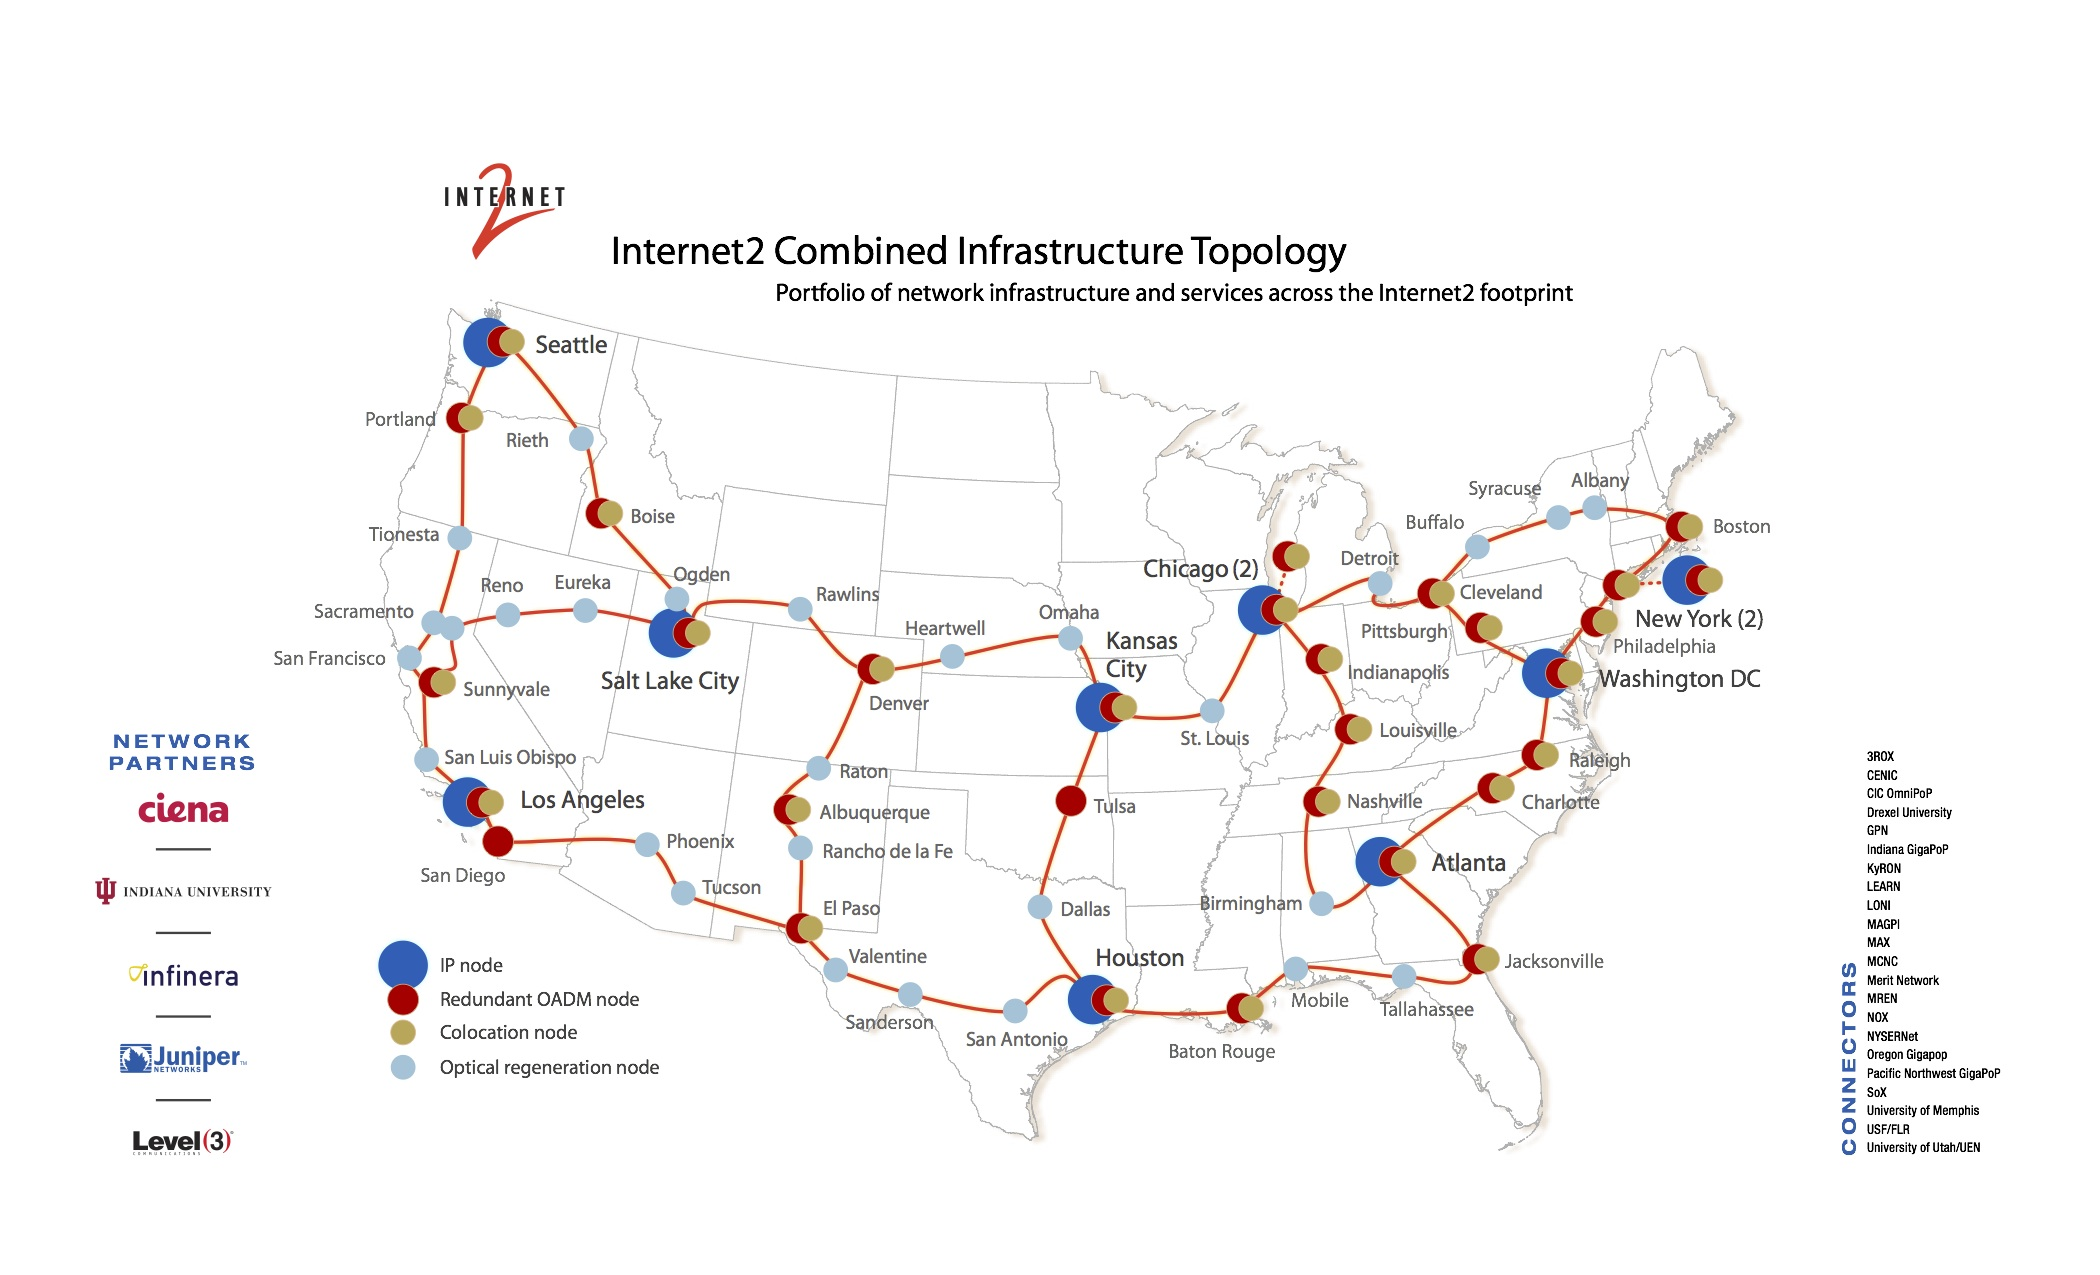 INTERNET
2
Internet2 Combined Infrastructure Topology
Portfolio of network infrastructure and services across the Internet2 footprint
Seattle
Portland
Rieth
Boise
Tionesta
Ogden
Reno
Eureka
Rawlins
Sacramento
San Francisco
Sunnyvale
Salt Lake City
Heartwell
Omaha
Denver
Kansas
City
Chicago (2)
Detroit
Buffalo
Syracuse
Albany
Boston
Cleveland
Pittsburgh
New York (2)
Philadelphia
Washington DC
Indianapolis
Louisville
St. Louis
Raleigh
San Luis Obispo
Raton
Los Angeles
Albuquerque
Tulsa
Nashville
Charlotte
Phoenix
Rancho de la Fe
San Diego
Tucson
El Paso
Dallas
Birmingham
Atlanta
Valentine
Houston
Jacksonville
Sanderson
San Antonio
Mobile
Tallahassee
Baton Rouge
NETWORK
PARTNERS
ciena
INDIANA UNIVERSITY
infinera
Juniper
NETWORKS
Level(3)
COMMUNICATIONS
IP node
Redundant OADM node
Colocation node
Optical regeneration node
CONNECTORS
3ROX
CENIC
CIC OmniPoP
Drexel University
GPN
Indiana GigaPoP
KyRON
LEARN
LONI
MAGPI
MAX
MCNC
Merit Network
MREN
NOX
NYSERNet
Oregon Gigapop
Pacific Northwest GigaPoP
SoX
University of Memphis
USF/FLR
University of Utah/UEN